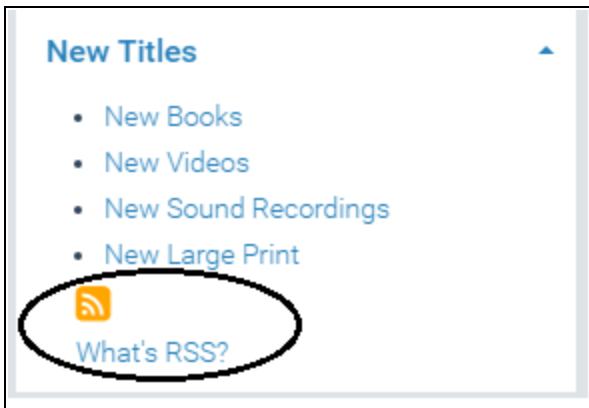 New Titles
New Books
New Videos
New Sound Recordings
New Large Print
What's RSS?